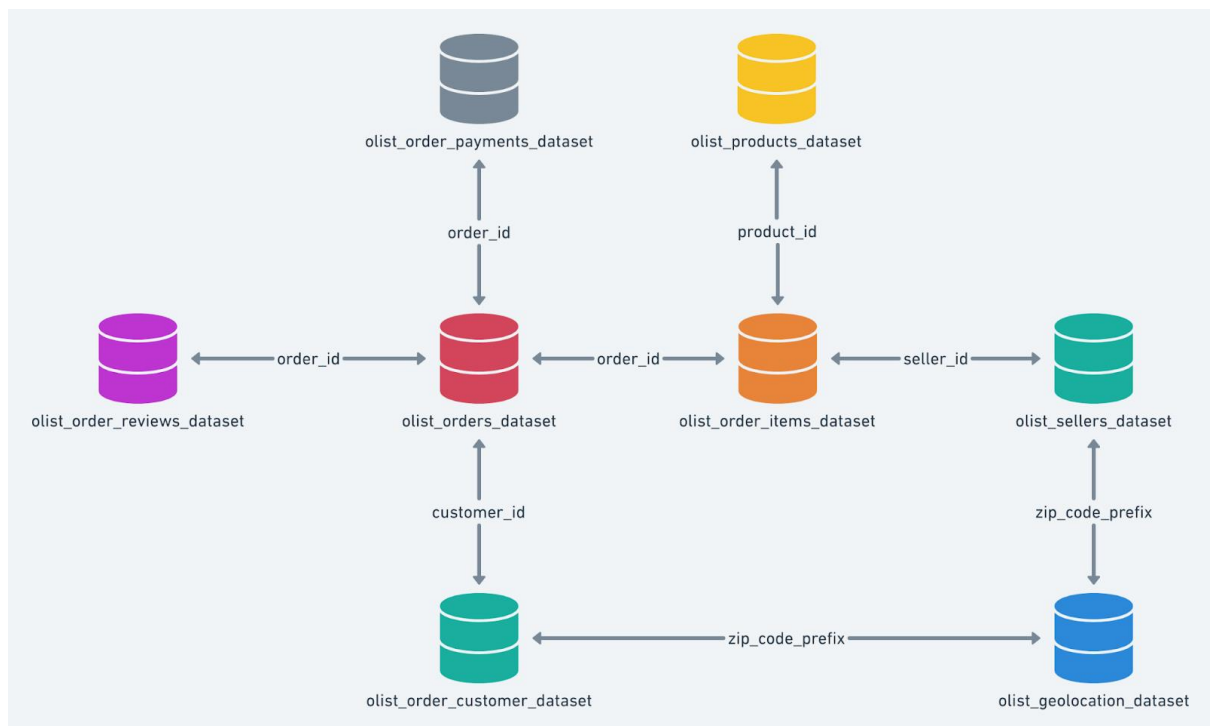 olist_order_payments_dataset
olist_products_dataset
order_id
product_id
order_id
order_id
seller_id
olist_order_reviews_dataset
olist_orders_dataset
olist_order_items_dataset
olist_sellers_dataset
customer_id
zip_code_prefix
zip_code_prefix
olist_order_customer_dataset
olist_geolocation_dataset